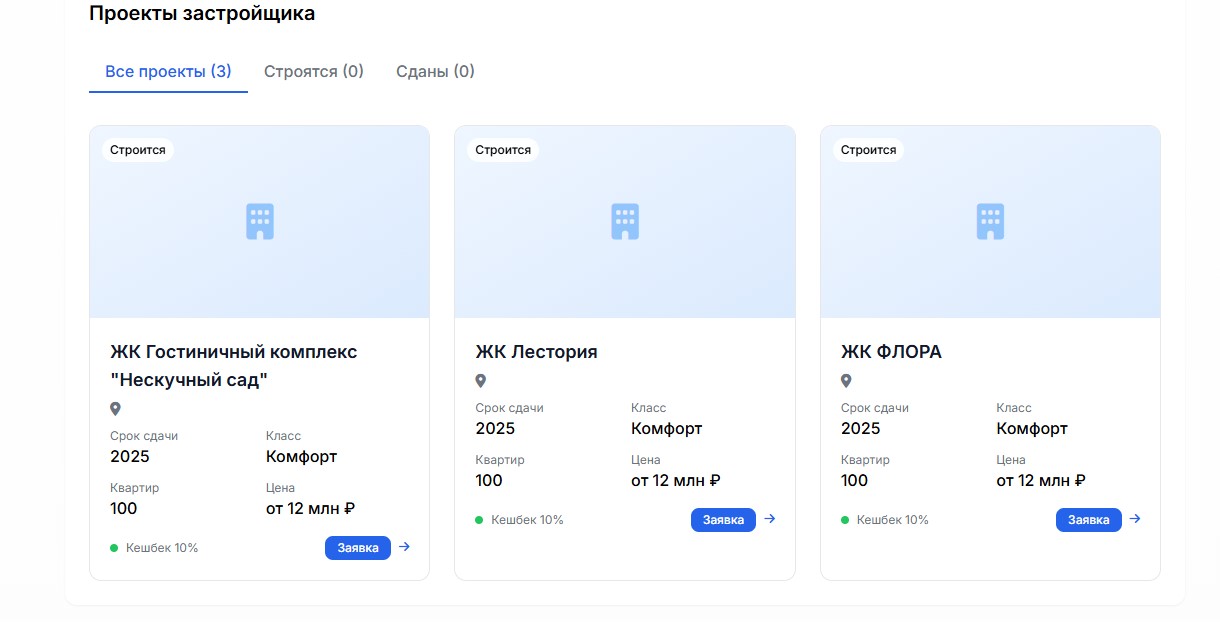 Проекты застройщика
Все проекты (3) Строятся (0) Сданы (0)
Строится
ЖК Гостиничный комплекс
"Нескучный сад"
Срок сдачи Класс
2025 Комфорт
Квартир Цена
100 от 12 млн ₽
Кешбек 10% Заявка →
Строится
ЖК Лестория
Срок сдачи Класс
2025 Комфорт
Квартир Цена
100 от 12 млн ₽
Кешбек 10% Заявка →
Строится
ЖК ФЛОРА
Срок сдачи Класс
2025 Комфорт
Квартир Цена
100 от 12 млн ₽
Кешбек 10% Заявка →